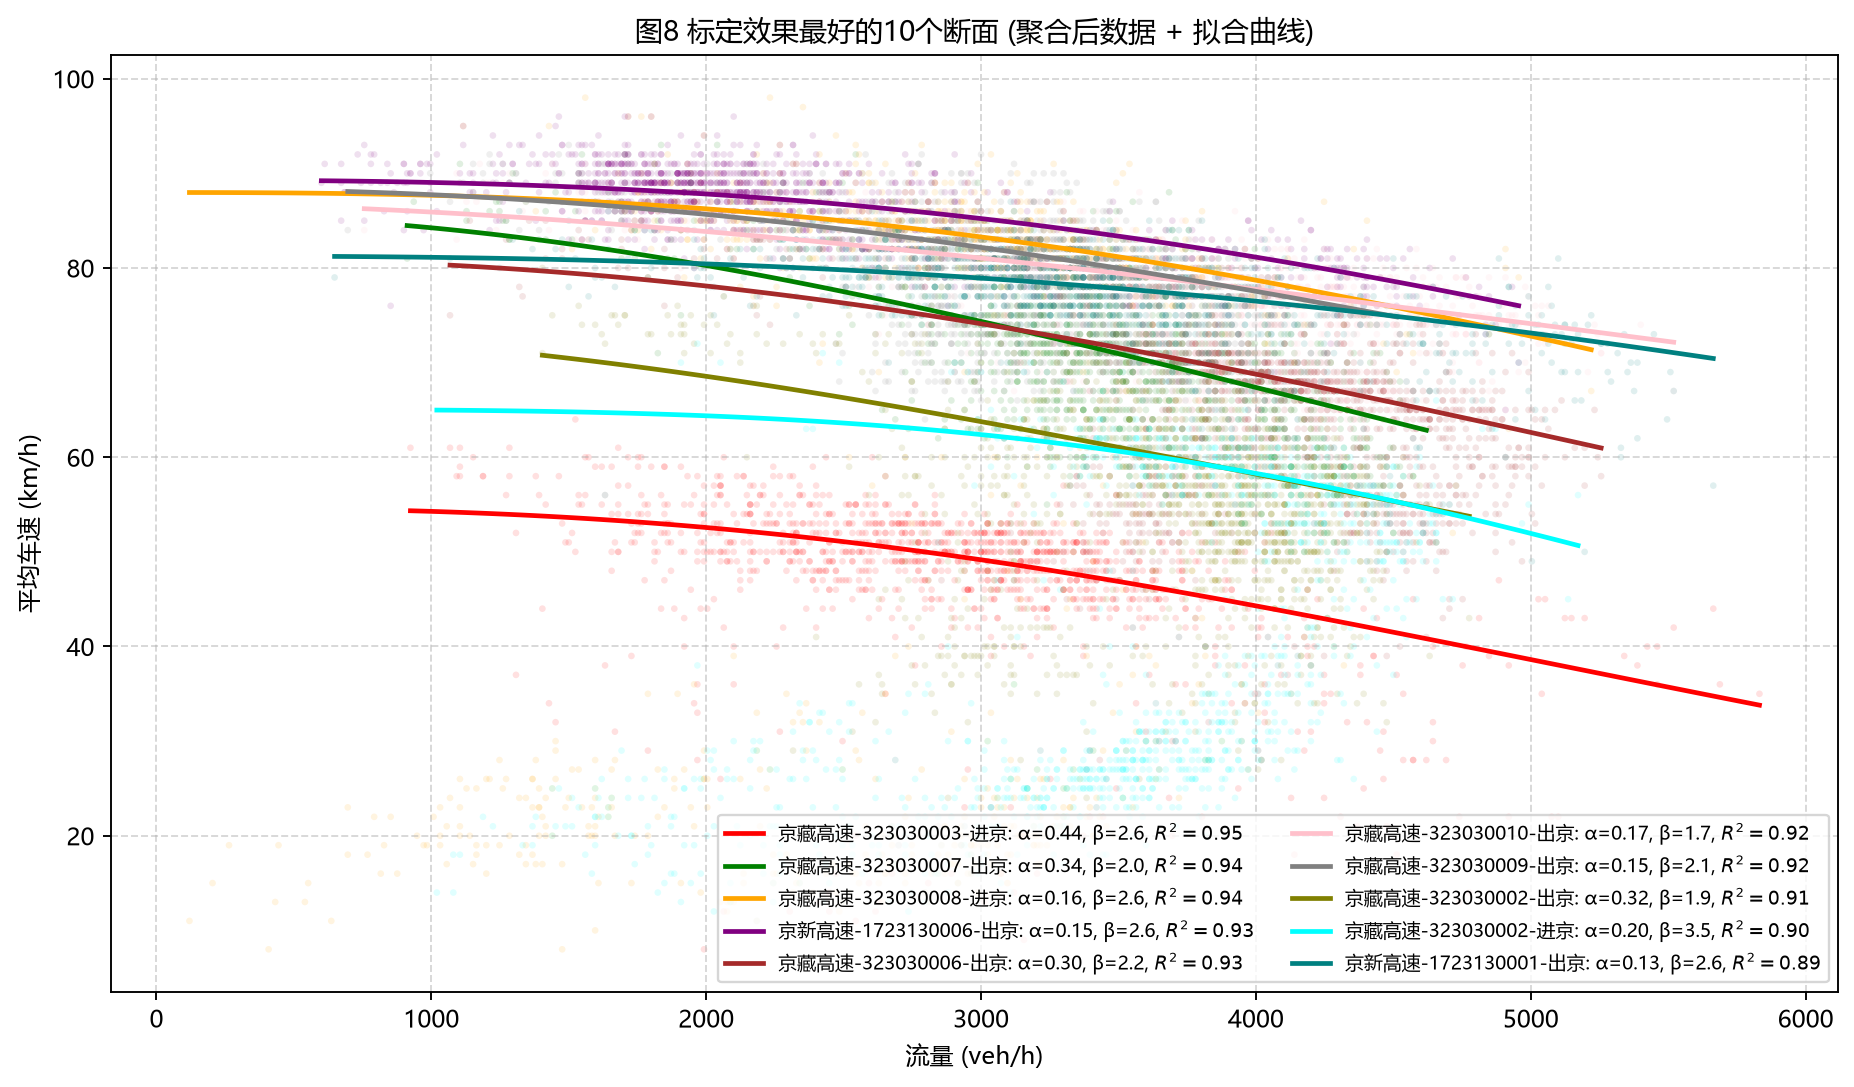 图8 标定效果最好的10个断面 (聚合后数据 + 拟合曲线)
100
80
60
40
20
平均车速 (km/h)
京藏高速-323030003-进京: α=0.44, β=2.6, R² = 0.95
京藏高速-323030007-出京: α=0.34, β=2.0, R² = 0.94
京藏高速-323030008-进京: α=0.16, β=2.6, R² = 0.94
京新高速-1723130006-出京: α=0.15, β=2.6, R² = 0.93
京藏高速-323030006-出京: α=0.30, β=2.2, R² = 0.93
京藏高速-323030010-出京: α=0.17, β=1.7, R² = 0.92
京藏高速-323030009-出京: α=0.15, β=2.1, R² = 0.92
京藏高速-323030002-出京: α=0.32, β=1.9, R² = 0.91
京藏高速-323030002-进京: α=0.20, β=3.5, R² = 0.90
京新高速-1723130001-出京: α=0.13, β=2.6, R² = 0.89
0 1000 2000 3000 4000 5000 6000
流量 (veh/h)